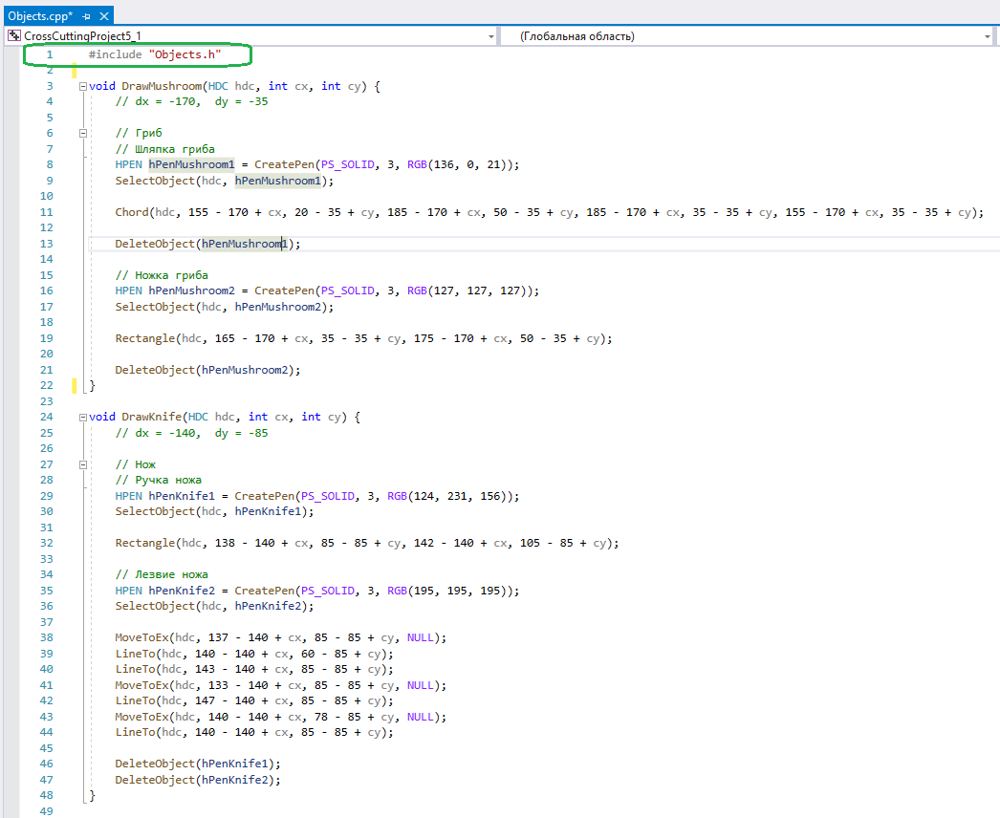 Objects.cpp*
CrossCuttingProject5_1 (Глобальная область)
1 #include "Objects.h"
2
3 void DrawMushroom(HDC hdc, int cx, int cy) {
4 // dx = -170,  dy = -35
5
6 // Гриб
7 // Шляпка гриба
8 HPEN hPenMushroom1 = CreatePen(PS_SOLID, 3, RGB(136, 0, 21));
9 SelectObject(hdc, hPenMushroom1);
10
11 Chord(hdc, 155 - 170 + cx, 20 - 35 + cy, 185 - 170 + cx, 50 - 35 + cy, 185 - 170 + cx, 35 - 35 + cy, 155 - 170 + cx, 35 - 35 + cy);
12
13 DeleteObject(hPenMushroom1);
14
15 // Ножка гриба
16 HPEN hPenMushroom2 = CreatePen(PS_SOLID, 3, RGB(127, 127, 127));
17 SelectObject(hdc, hPenMushroom2);
18
19 Rectangle(hdc, 165 - 170 + cx, 35 - 35 + cy, 175 - 170 + cx, 50 - 35 + cy);
20
21 DeleteObject(hPenMushroom2);
22 }
23
24 void DrawKnife(HDC hdc, int cx, int cy) {
25 // dx = -140,  dy = -85
26
27 // Нож
28 // Ручка ножа
29 HPEN hPenKnife1 = CreatePen(PS_SOLID, 3, RGB(124, 231, 156));
30 SelectObject(hdc, hPenKnife1);
31
32 Rectangle(hdc, 138 - 140 + cx, 85 - 85 + cy, 142 - 140 + cx, 105 - 85 + cy);
33
34 // Лезвие ножа
35 HPEN hPenKnife2 = CreatePen(PS_SOLID, 3, RGB(195, 195, 195));
36 SelectObject(hdc, hPenKnife2);
37
38 MoveToEx(hdc, 137 - 140 + cx, 85 - 85 + cy, NULL);
39 LineTo(hdc, 140 - 140 + cx, 60 - 85 + cy);
40 LineTo(hdc, 143 - 140 + cx, 85 - 85 + cy);
41 MoveToEx(hdc, 133 - 140 + cx, 85 - 85 + cy, NULL);
42 LineTo(hdc, 147 - 140 + cx, 85 - 85 + cy);
43 MoveToEx(hdc, 140 - 140 + cx, 78 - 85 + cy, NULL);
44 LineTo(hdc, 140 - 140 + cx, 85 - 85 + cy);
45
46 DeleteObject(hPenKnife1);
47 DeleteObject(hPenKnife2);
48 }
49